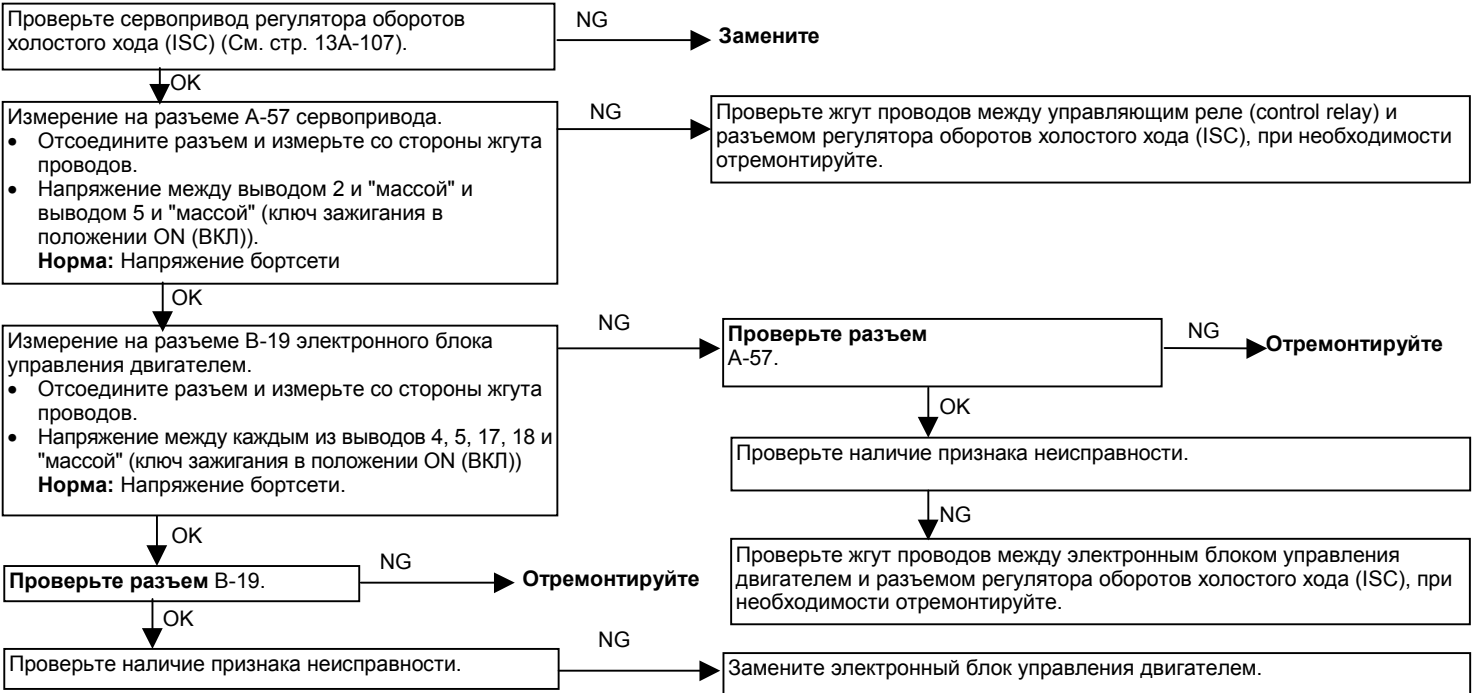 Проверьте сервопривод регулятора оборотов
холостого хода (ISC) (См. стр. 13A-107).
NG
Замените
OK
Измерение на разъеме A-57 сервопривода.
• Отсоедините разъем и измерьте со стороны жгута
проводов.
• Напряжение между выводом 2 и "массой" и
выводом 5 и "массой" (ключ зажигания в
положении ON (ВКЛ)).
Норма: Напряжение бортсети
NG
Проверьте жгут проводов между управляющим реле (control relay) и
разъемом регулятора оборотов холостого хода (ISC), при необходимости
отремонтируйте.
OK
Измерение на разъеме B-19 электронного блока
управления двигателем.
• Отсоедините разъем и измерьте со стороны жгута
проводов.
• Напряжение между каждым из выводов 4, 5, 17, 18 и
"массой" (ключ зажигания в положении ON (ВКЛ))
Норма: Напряжение бортсети.
NG
Проверьте разъем
A-57.
NG
Отремонтируйте
OK
Проверьте наличие признака неисправности.
NG
Проверьте жгут проводов между электронным блоком управления
двигателем и разъемом регулятора оборотов холостого хода (ISC), при
необходимости отремонтируйте.
OK
Проверьте разъем B-19.
NG
Отремонтируйте
OK
Проверьте наличие признака неисправности.
NG
Замените электронный блок управления двигателем.